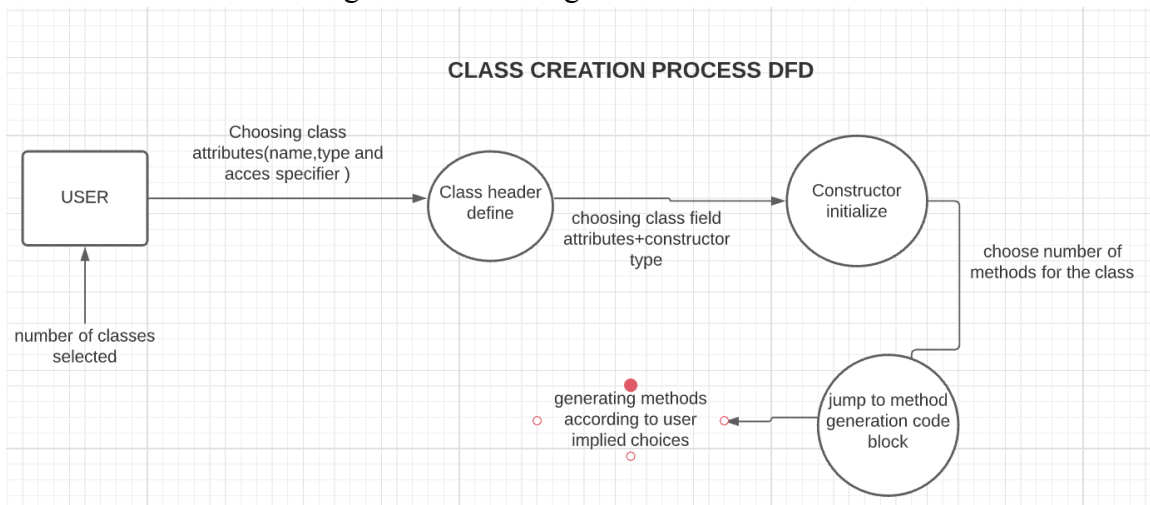 CLASS CREATION PROCESS DFD
Choosing class
attributes(name,type and
acces specifier )
USER
Class header
define
Constructor
initialize
choosing class field
attributes+constructor
type
choose number of
methods for the class
number of classes
selected
generating methods
according to user
implied choices
jump to method
generation code
block